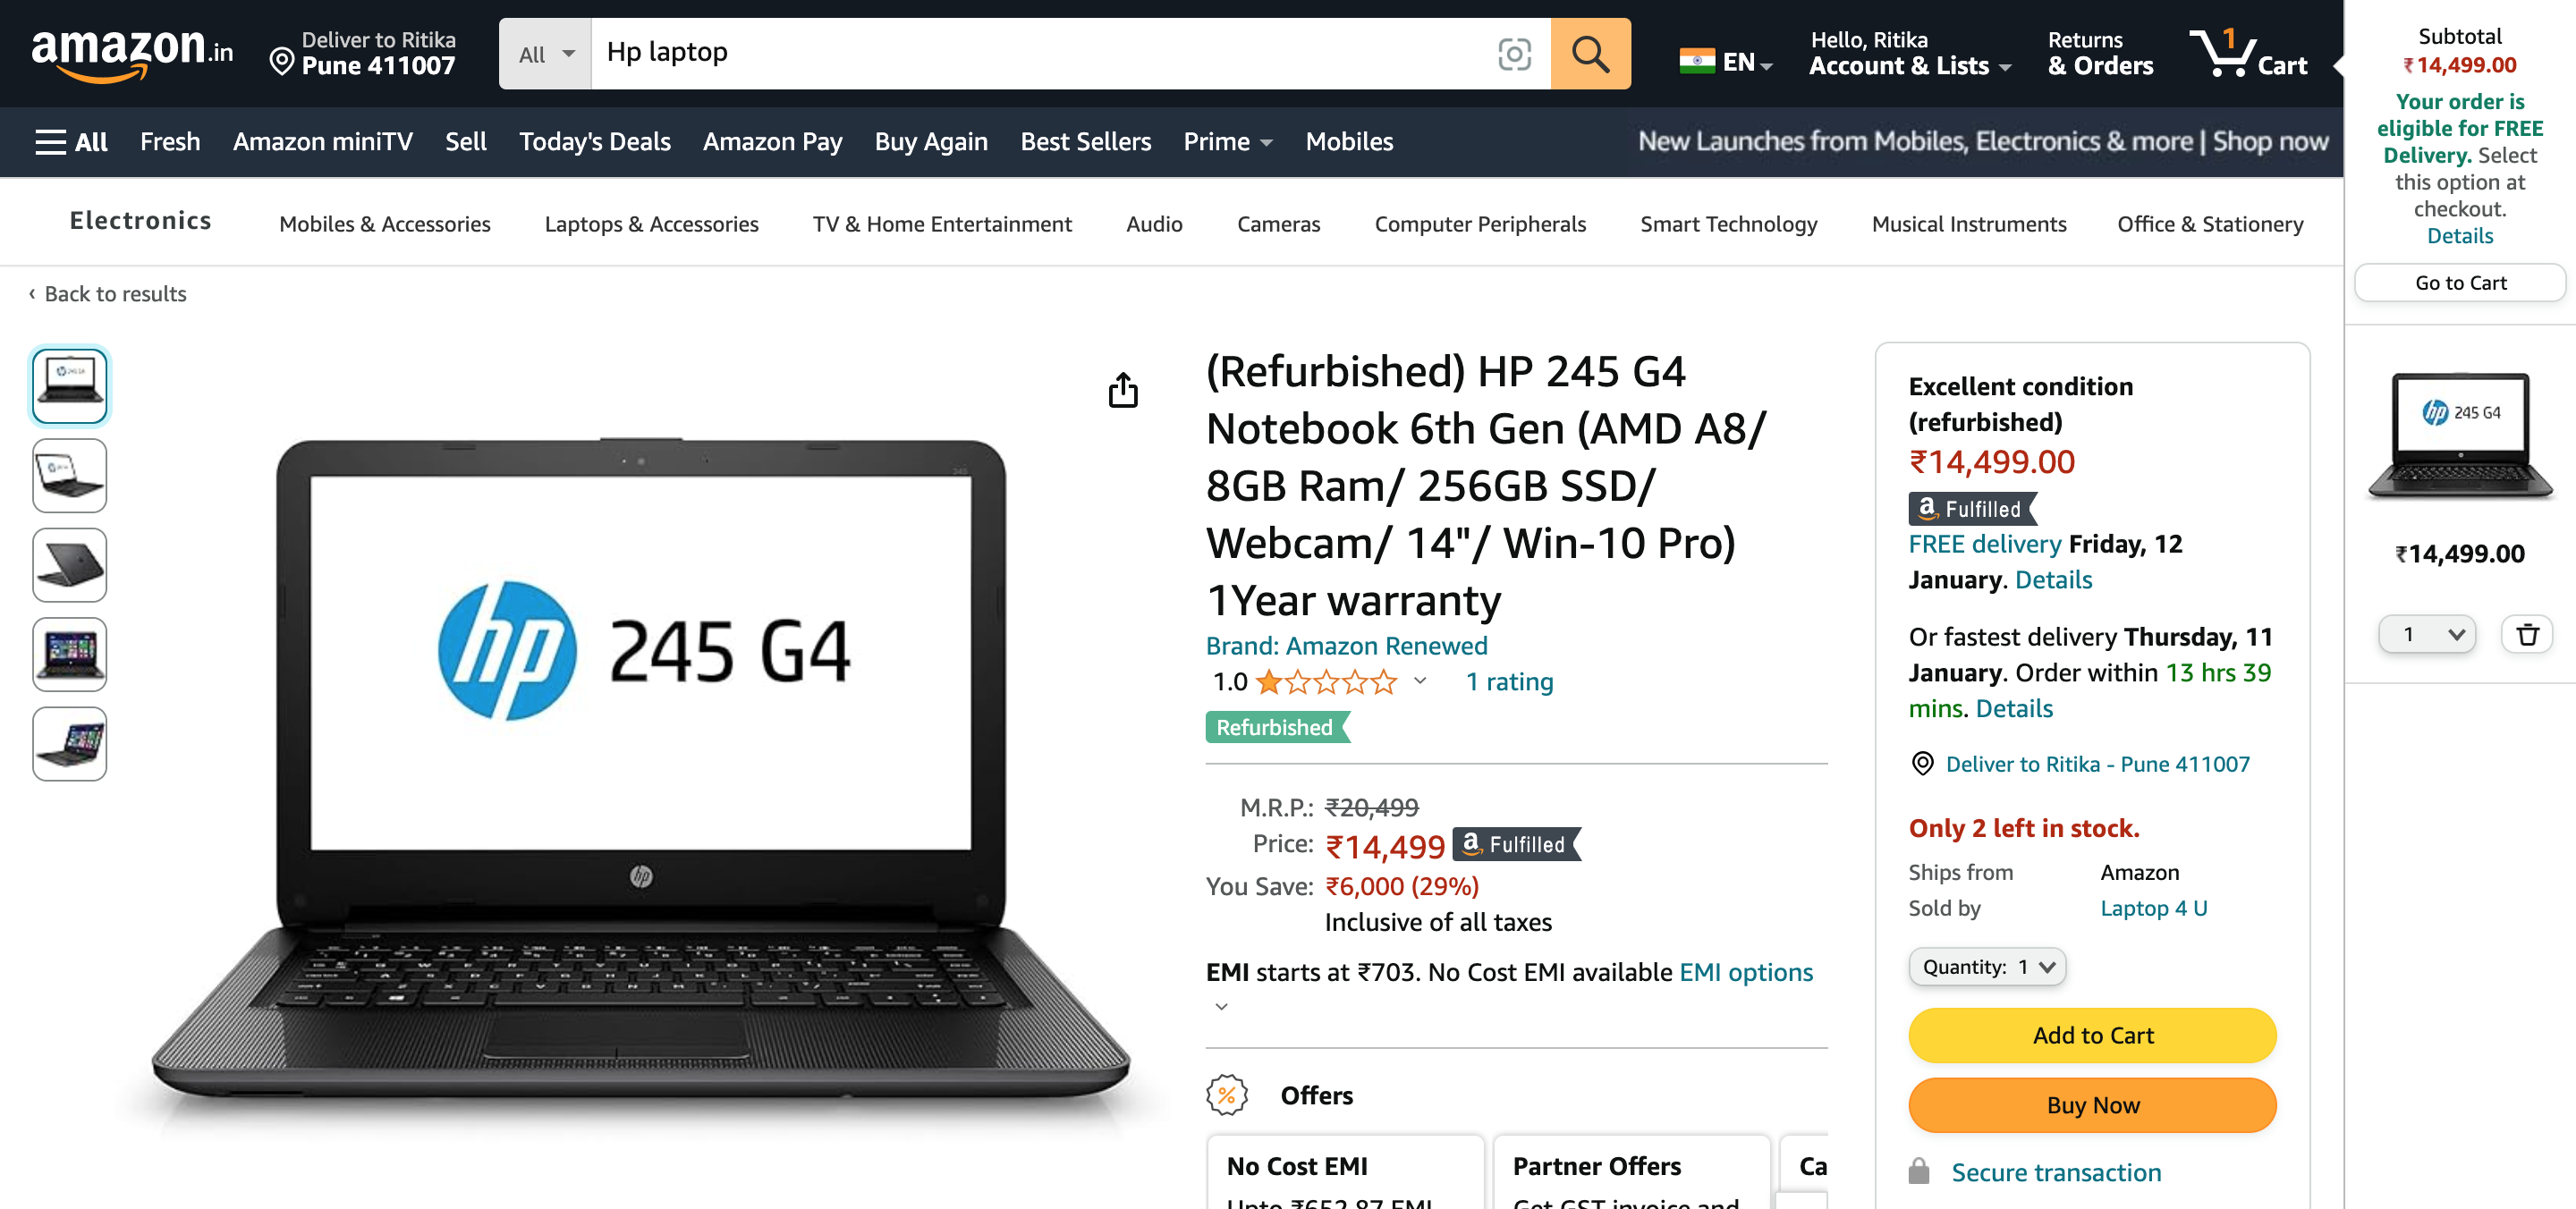 amazon.in
Deliver to Ritika
Pune 411007
All
Hp laptop
EN
Hello, Ritika
Account & Lists
Returns
& Orders
1
Cart
All
Fresh
Amazon miniTV
Sell
Today's Deals
Amazon Pay
Buy Again
Best Sellers
Prime
Mobiles
New Launches from Mobiles, Electronics & more | Shop now
Electronics
Mobiles & Accessories
Laptops & Accessories
TV & Home Entertainment
Audio
Cameras
Computer Peripherals
Smart Technology
Musical Instruments
Office & Stationery
‹ Back to results
hp 245 G4
hp
(Refurbished) HP 245 G4
Notebook 6th Gen (AMD A8/
8GB Ram/ 256GB SSD/
Webcam/ 14"/ Win-10 Pro)
1Year warranty
Brand: Amazon Renewed
1.0
1 rating
Refurbished
M.R.P.: ₹20,499
Price: ₹14,499 a Fulfilled
You Save: ₹6,000 (29%)
Inclusive of all taxes
EMI starts at ₹703. No Cost EMI available EMI options
% Offers
No Cost EMI
Upto ₹652.87 EMI
Partner Offers
Get GST invoice and
Ca
Excellent condition
(refurbished)
₹14,499.00
a Fulfilled
FREE delivery Friday, 12
January. Details
Or fastest delivery Thursday, 11
January. Order within 13 hrs 39
mins. Details
Deliver to Ritika - Pune 411007
Only 2 left in stock.
Ships from Amazon
Sold by Laptop 4 U
Quantity: 1
Add to Cart
Buy Now
Secure transaction
Subtotal
₹14,499.00
Your order is
eligible for FREE
Delivery. Select
this option at
checkout.
Details
Go to Cart
hp 245 G4
₹14,499.00
1